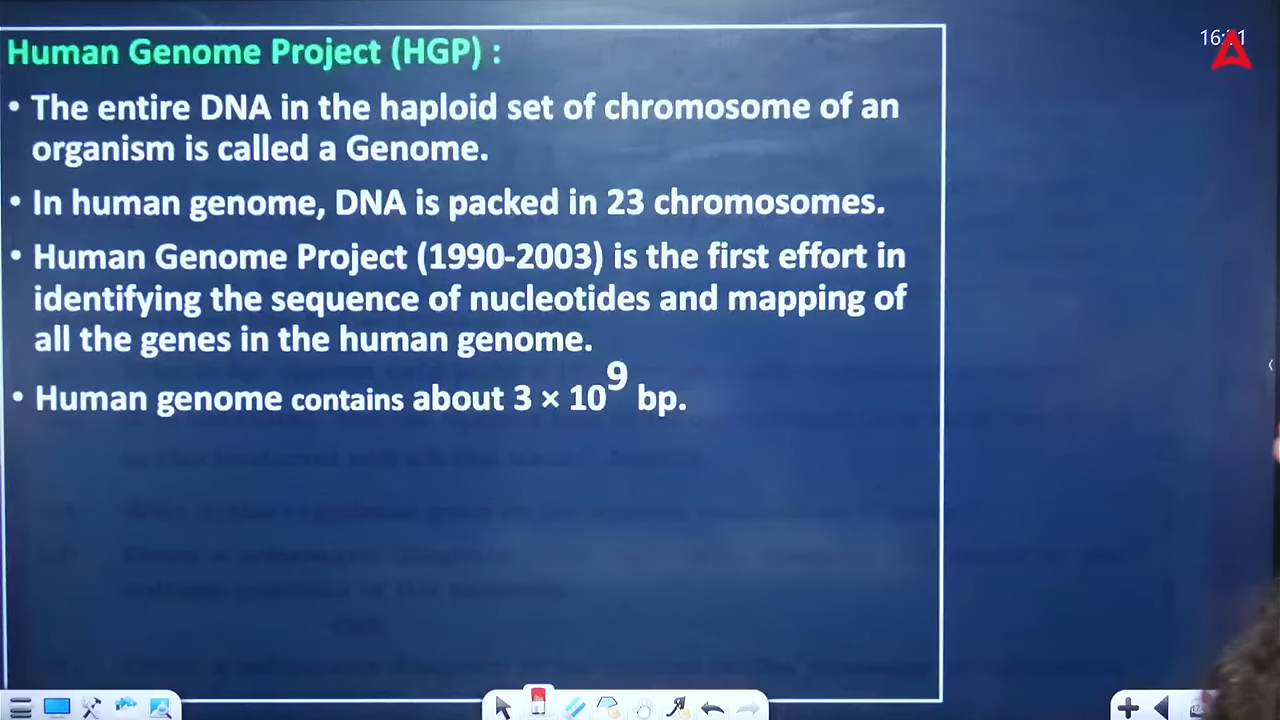 Human Genome Project (HGP) :
• The entire DNA in the haploid set of chromosome of an
organism is called a Genome.
• In human genome, DNA is packed in 23 chromosomes.
• Human Genome Project (1990-2003) is the first effort in
identifying the sequence of nucleotides and mapping of
all the genes in the human genome.
• Human genome contains about 3 × 10⁹ bp.